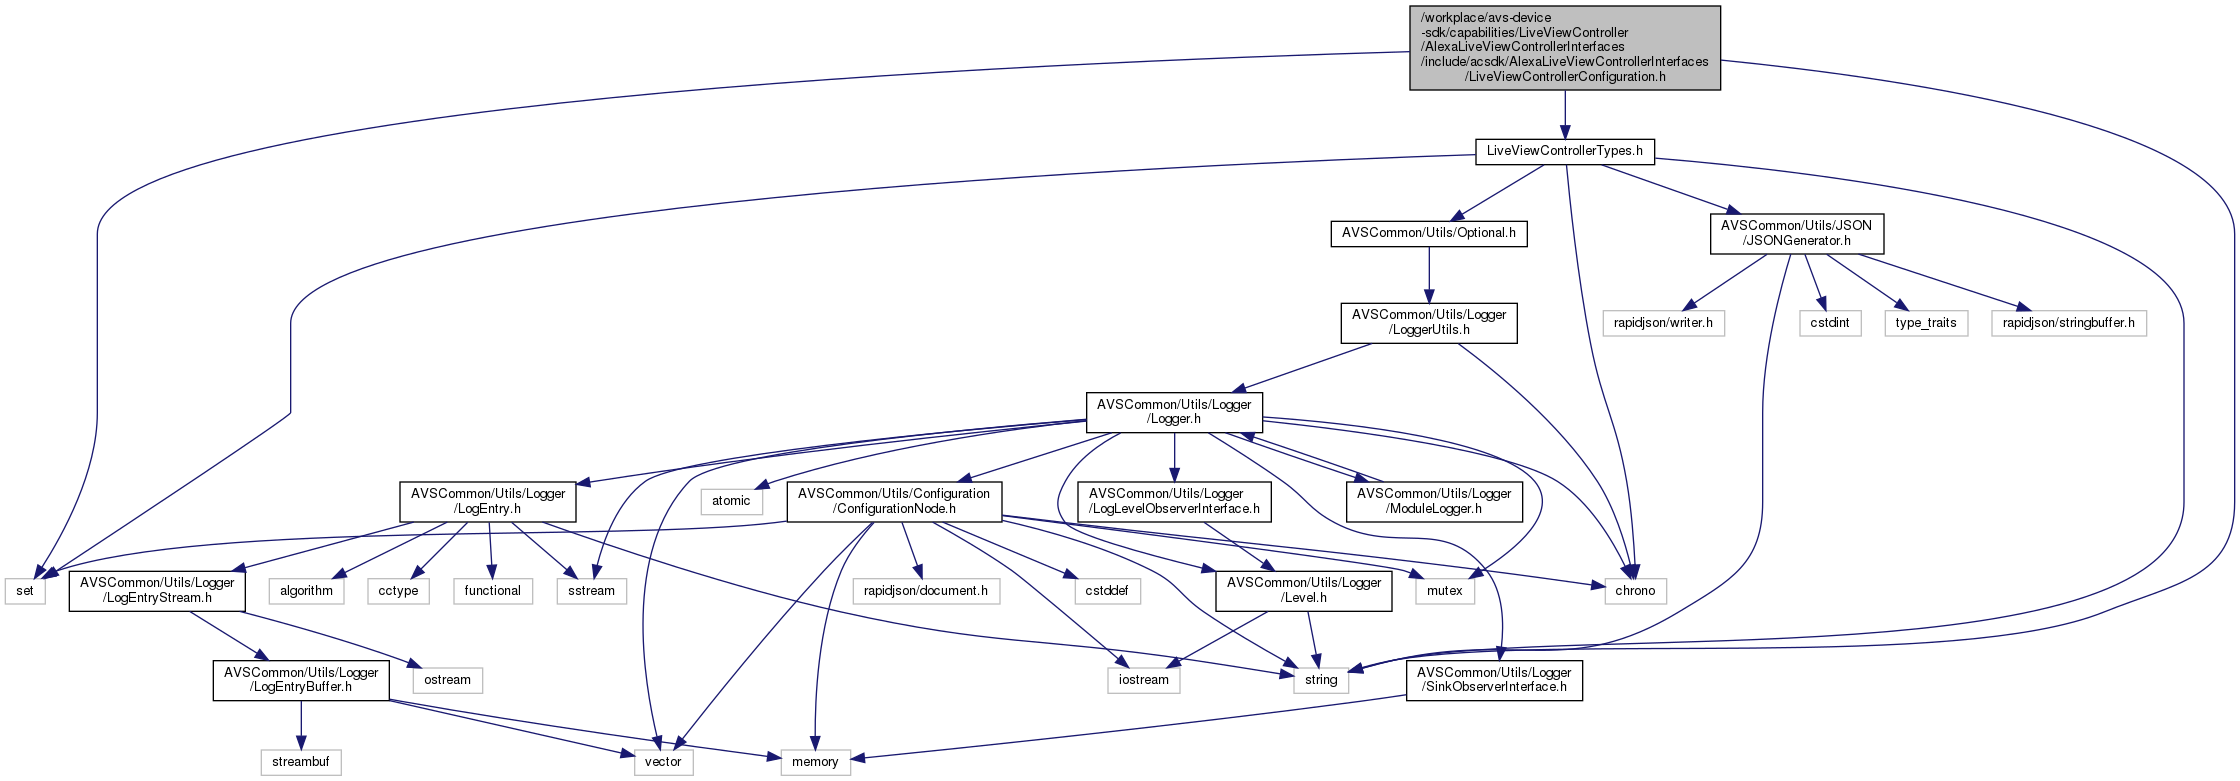 /workplace/avs-device
-sdk/capabilities/LiveViewController
/AlexaLiveViewControllerInterfaces
/include/acsdk/AlexaLiveViewControllerInterfaces
/LiveViewControllerConfiguration.h
LiveViewControllerTypes.h
AVSCommon/Utils/Optional.h
AVSCommon/Utils/JSON
/JSONGenerator.h
AVSCommon/Utils/Logger
/LoggerUtils.h
rapidjson/writer.h
cstdint
type_traits
rapidjson/stringbuffer.h
AVSCommon/Utils/Logger
/Logger.h
AVSCommon/Utils/Logger
/LogEntry.h
atomic
AVSCommon/Utils/Configuration
/ConfigurationNode.h
AVSCommon/Utils/Logger
/LogLevelObserverInterface.h
AVSCommon/Utils/Logger
/ModuleLogger.h
set
AVSCommon/Utils/Logger
/LogEntryStream.h
algorithm
cctype
functional
sstream
rapidjson/document.h
cstddef
AVSCommon/Utils/Logger
/Level.h
mutex
chrono
AVSCommon/Utils/Logger
/LogEntryBuffer.h
ostream
iostream
string
AVSCommon/Utils/Logger
/SinkObserverInterface.h
streambuf
vector
memory